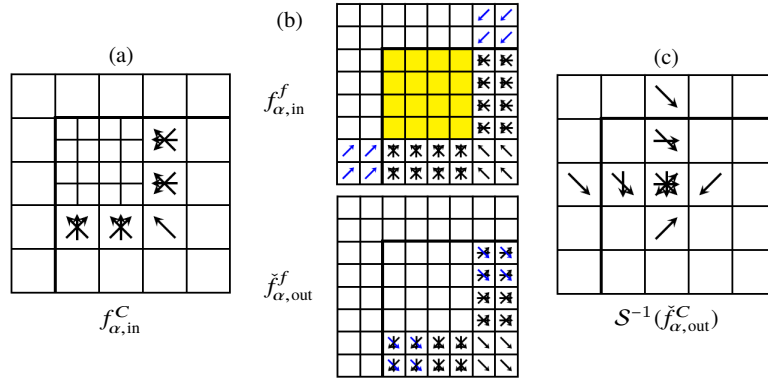 (a)
f^C_{α,in}
(b)
f^f_{α,in}
f̌^f_{α,out}
(c)
S^{-1}(f̌^C_{α,out})